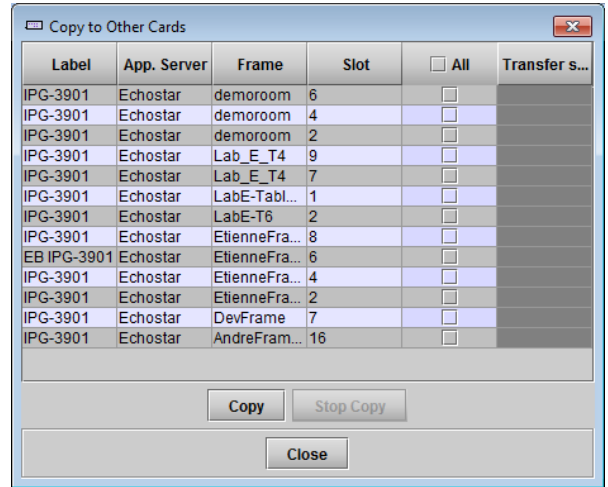 Copy to Other Cards
Label App. Server Frame Slot All Transfer s...
IPG-3901 Echostar demoroom 6
IPG-3901 Echostar demoroom 4
IPG-3901 Echostar demoroom 2
IPG-3901 Echostar Lab_E_T4 9
IPG-3901 Echostar Lab_E_T4 7
IPG-3901 Echostar LabE-Tabl... 1
IPG-3901 Echostar LabE-T6 2
IPG-3901 Echostar EtienneFra... 8
EB IPG-3901 Echostar EtienneFra... 6
IPG-3901 Echostar EtienneFra... 4
IPG-3901 Echostar EtienneFra... 2
IPG-3901 Echostar DevFrame 7
IPG-3901 Echostar AndreFram... 16
Copy Stop Copy
Close